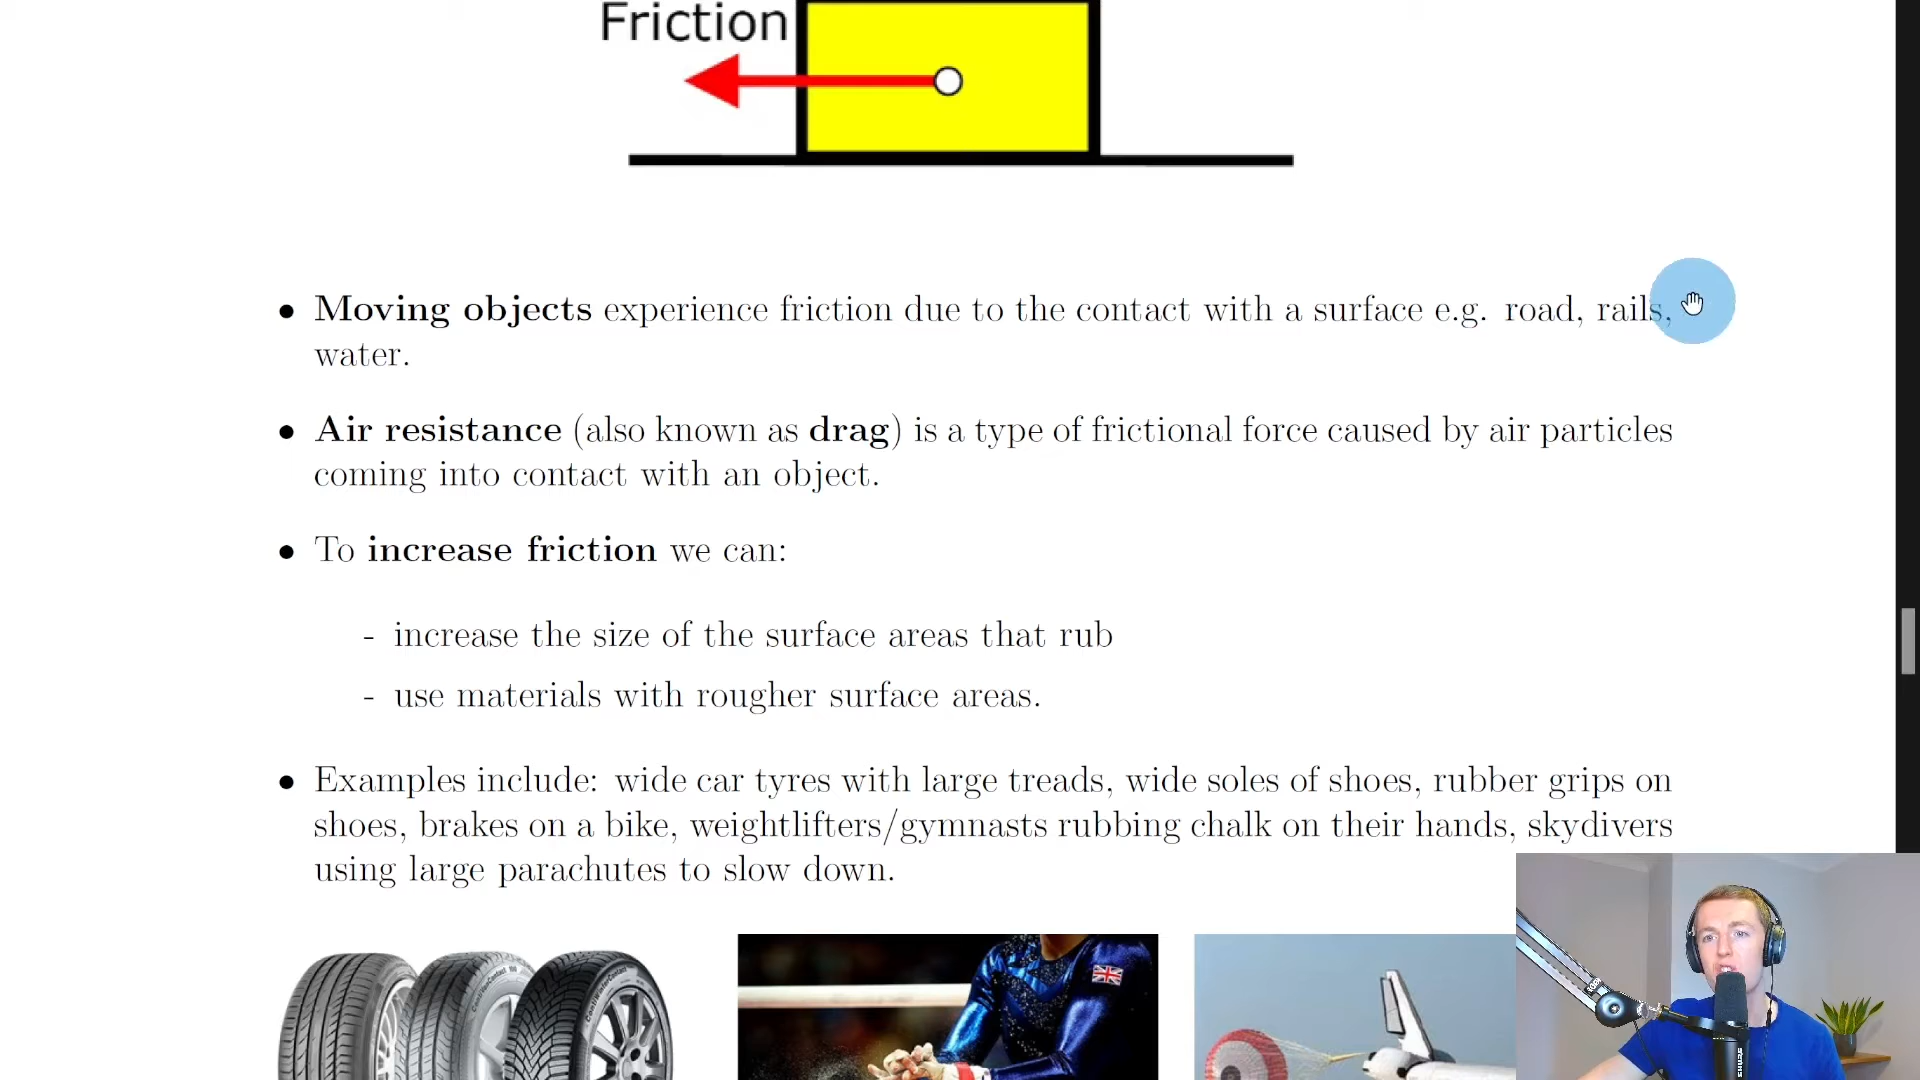 Friction
• Moving objects experience friction due to the contact with a surface e.g. road, rails,
water.
• Air resistance (also known as drag) is a type of frictional force caused by air particles
coming into contact with an object.
• To increase friction we can:
- increase the size of the surface areas that rub
- use materials with rougher surface areas.
• Examples include: wide car tyres with large treads, wide soles of shoes, rubber grips on
shoes, brakes on a bike, weightlifters/gymnasts rubbing chalk on their hands, skydivers
using large parachutes to slow down.